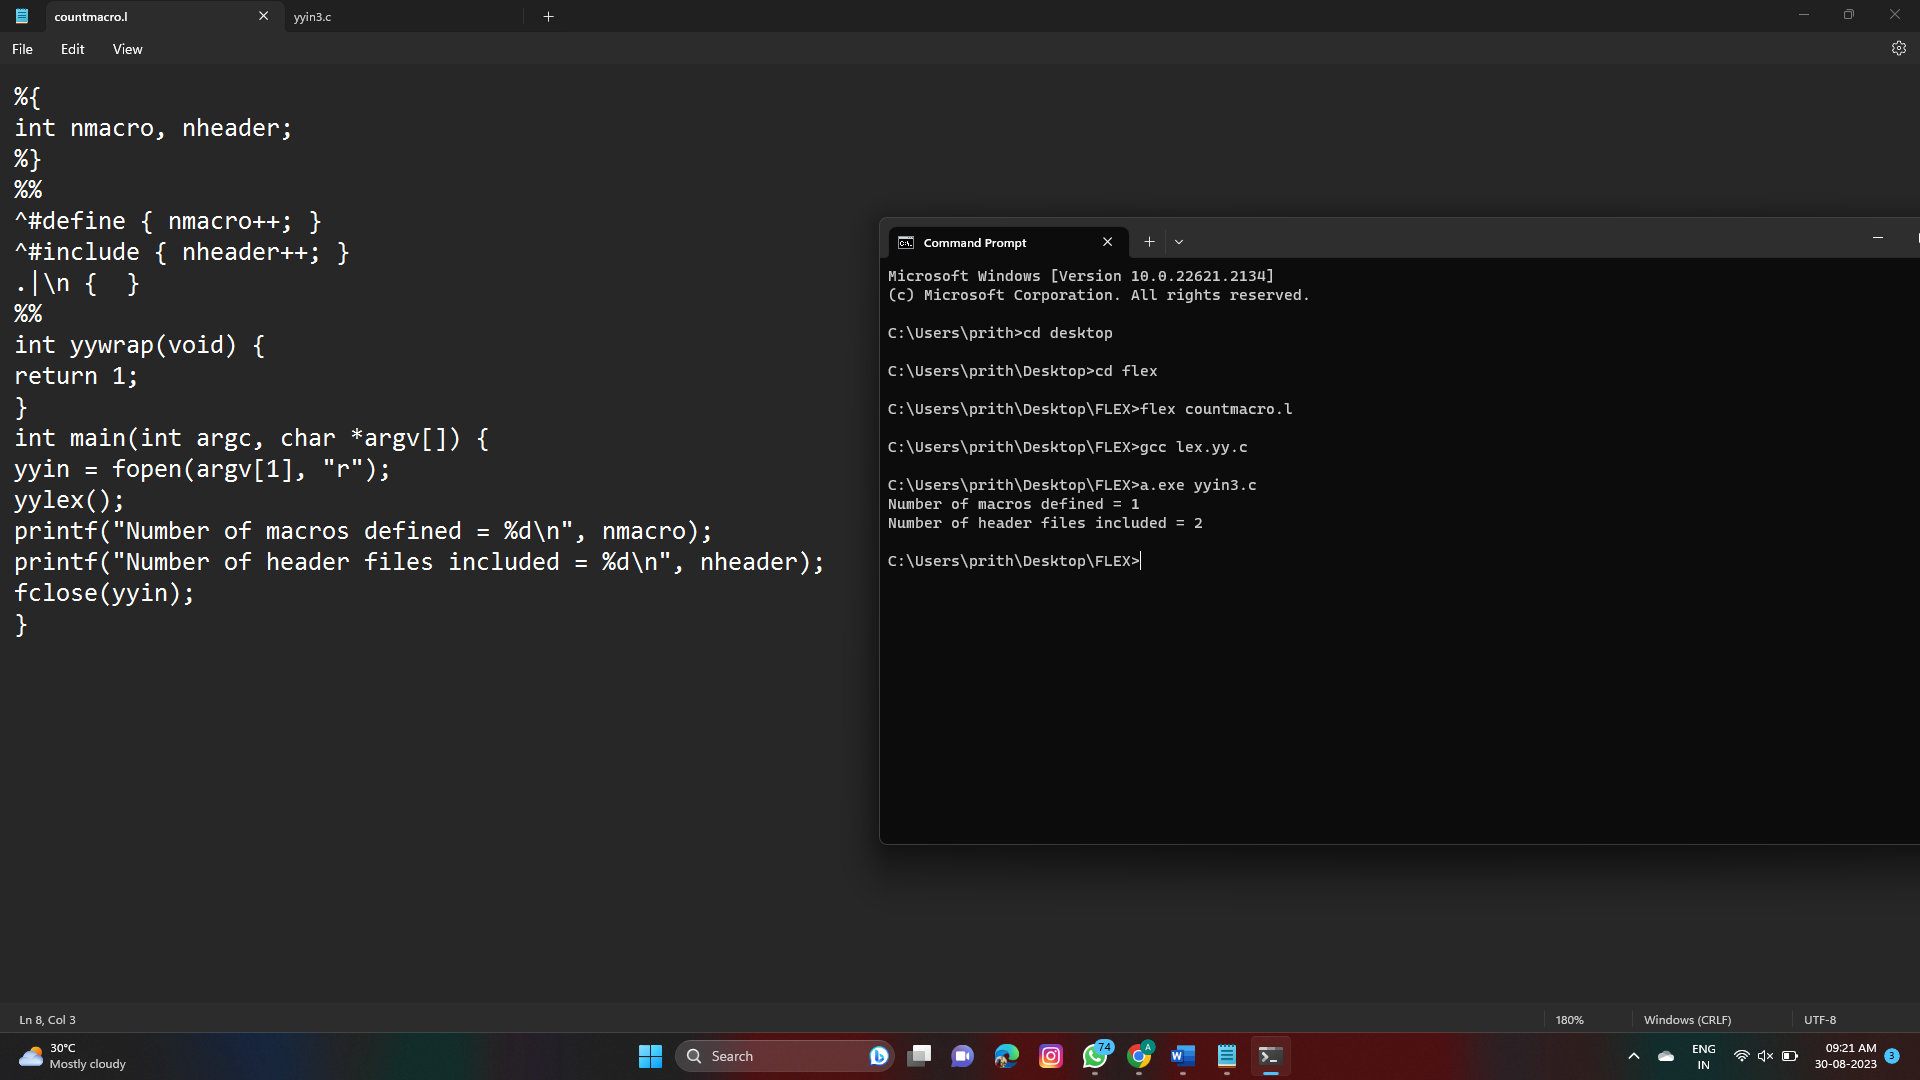 countmacro.l
yyin3.c
File Edit View
%{
int nmacro, nheader;
%}
%%
^#define { nmacro++; }
^#include { nheader++; }
.|\n {  }
%%
int yywrap(void) {
return 1;
}
int main(int argc, char *argv[]) {
yyin = fopen(argv[1], "r");
yylex();
printf("Number of macros defined = %d\n", nmacro);
printf("Number of header files included = %d\n", nheader);
fclose(yyin);
}
Command Prompt
Microsoft Windows [Version 10.0.22621.2134]
(c) Microsoft Corporation. All rights reserved.
C:\Users\prith>cd desktop
C:\Users\prith\Desktop>cd flex
C:\Users\prith\Desktop\FLEX>flex countmacro.l
C:\Users\prith\Desktop\FLEX>gcc lex.yy.c
C:\Users\prith\Desktop\FLEX>a.exe yyin3.c
Number of macros defined = 1
Number of header files included = 2
C:\Users\prith\Desktop\FLEX>
Ln 8, Col 3
180%
Windows (CRLF)
UTF-8
30°C
Mostly cloudy
Search
74
A
ENG
IN
09:21 AM
30-08-2023
3